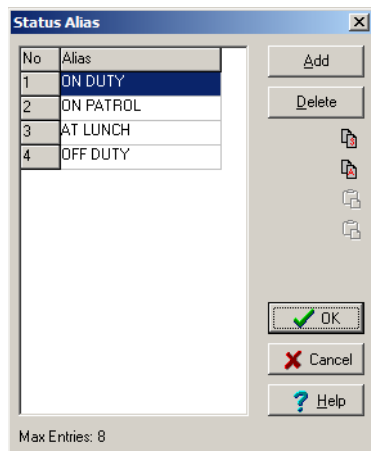 Status Alias
No Alias
1 ON DUTY
2 ON PATROL
3 AT LUNCH
4 OFF DUTY
Add
Delete
OK
Cancel
Help
Max Entries: 8